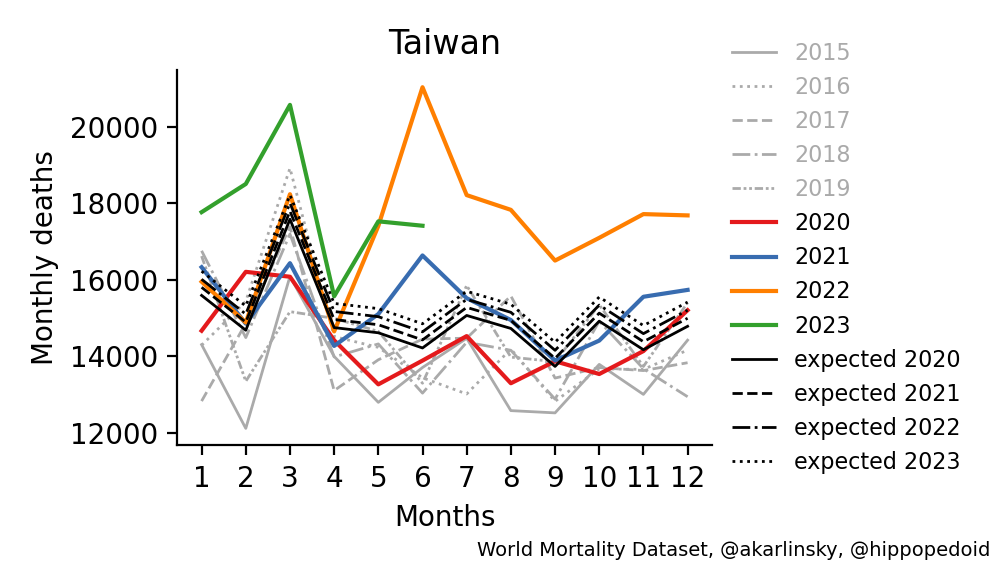 Taiwan
Monthly deaths
20000
18000
16000
14000
12000
1 2 3 4 5 6 7 8 9 10 11 12
Months
2015
2016
2017
2018
2019
2020
2021
2022
2023
expected 2020
expected 2021
expected 2022
expected 2023
World Mortality Dataset, @akarlinsky, @hippopedoid